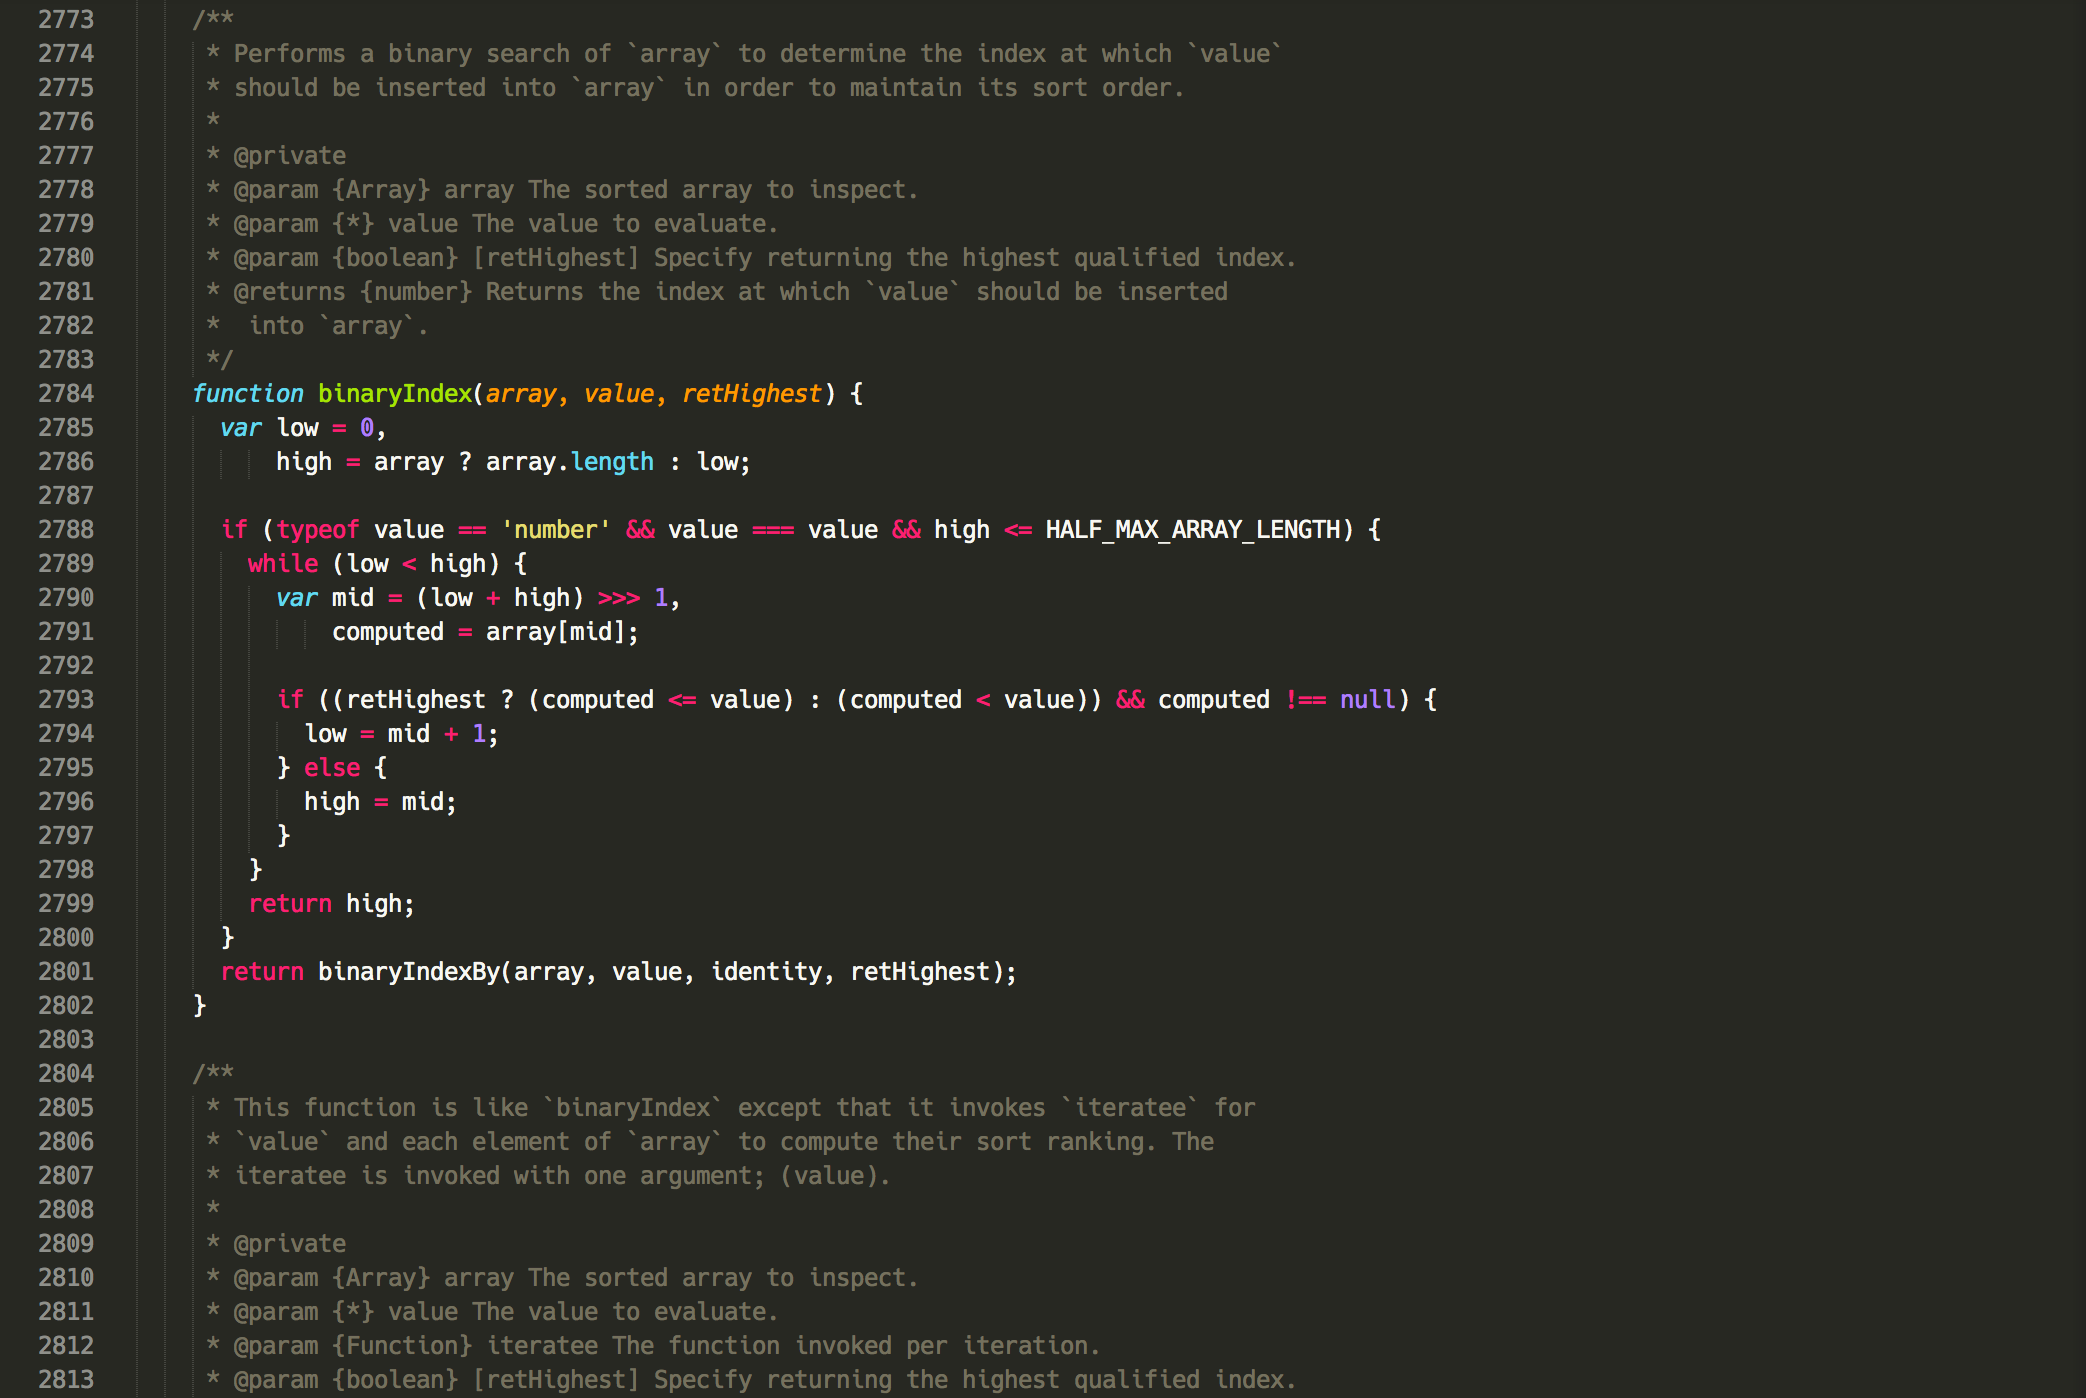 2773 /**
2774  * Performs a binary search of `array` to determine the index at which `value`
2775  * should be inserted into `array` in order to maintain its sort order.
2776  *
2777  * @private
2778  * @param {Array} array The sorted array to inspect.
2779  * @param {*} value The value to evaluate.
2780  * @param {boolean} [retHighest] Specify returning the highest qualified index.
2781  * @returns {number} Returns the index at which `value` should be inserted
2782  *  into `array`.
2783  */
2784 function binaryIndex(array, value, retHighest) {
2785   var low = 0,
2786       high = array ? array.length : low;
2787
2788   if (typeof value == 'number' && value === value && high <= HALF_MAX_ARRAY_LENGTH) {
2789     while (low < high) {
2790       var mid = (low + high) >>> 1,
2791           computed = array[mid];
2792
2793       if ((retHighest ? (computed <= value) : (computed < value)) && computed !== null) {
2794         low = mid + 1;
2795       } else {
2796         high = mid;
2797       }
2798     }
2799     return high;
2800   }
2801   return binaryIndexBy(array, value, identity, retHighest);
2802 }
2803
2804 /**
2805  * This function is like `binaryIndex` except that it invokes `iteratee` for
2806  * `value` and each element of `array` to compute their sort ranking. The
2807  * iteratee is invoked with one argument; (value).
2808  *
2809  * @private
2810  * @param {Array} array The sorted array to inspect.
2811  * @param {*} value The value to evaluate.
2812  * @param {Function} iteratee The function invoked per iteration.
2813  * @param {boolean} [retHighest] Specify returning the highest qualified index.